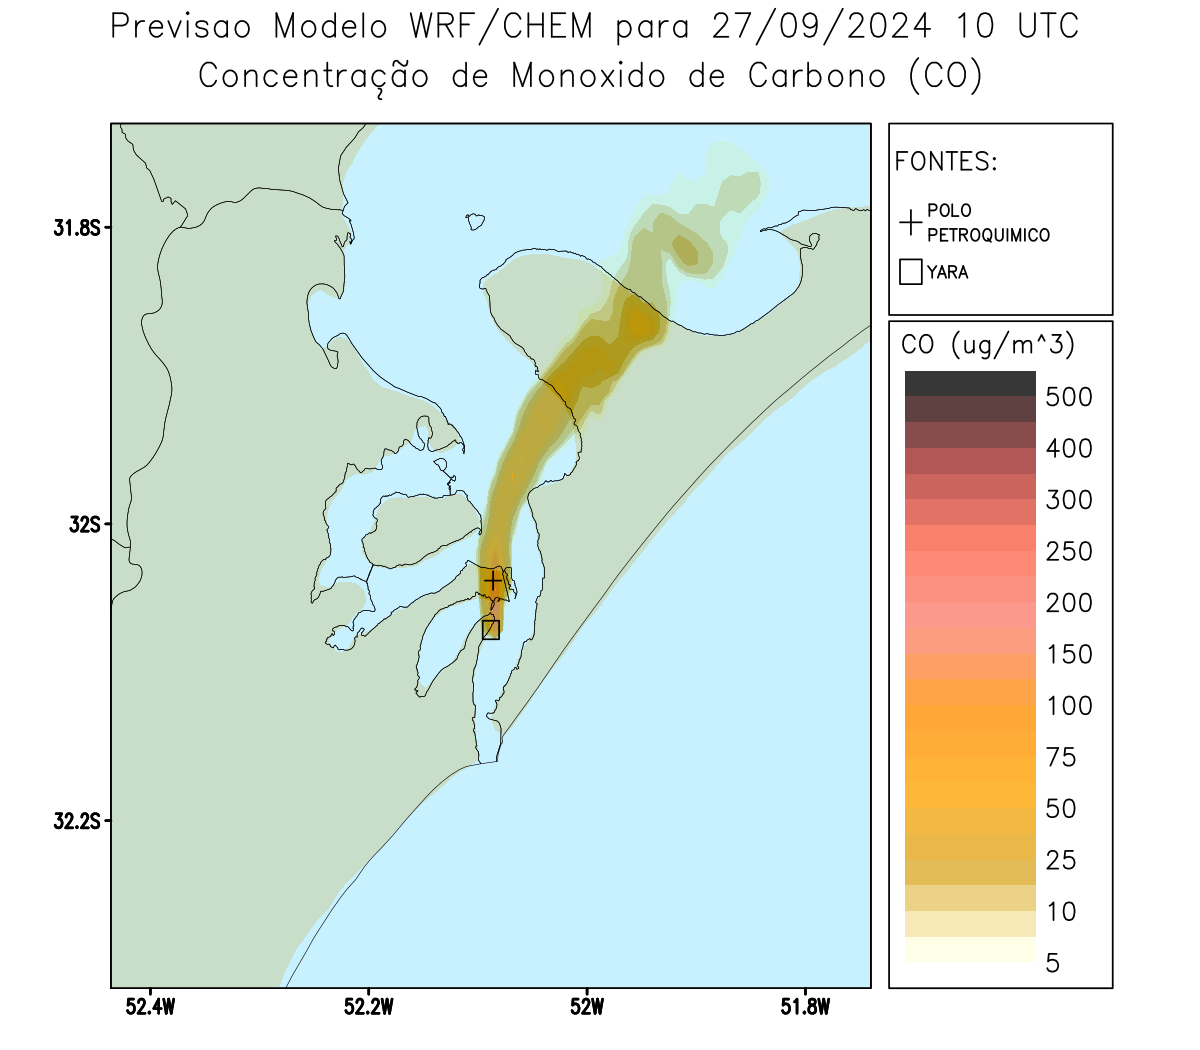 Previsao Modelo WRF/CHEM para 27/09/2024 10 UTC
Concentração de Monoxido de Carbono (CO)
FONTES:
POLO
PETROQUIMICO
YARA
31.8S
32S
32.2S
52.4W
52.2W
52W
51.8W
CO (ug/m^3)
500
400
300
250
200
150
100
75
50
25
10
5